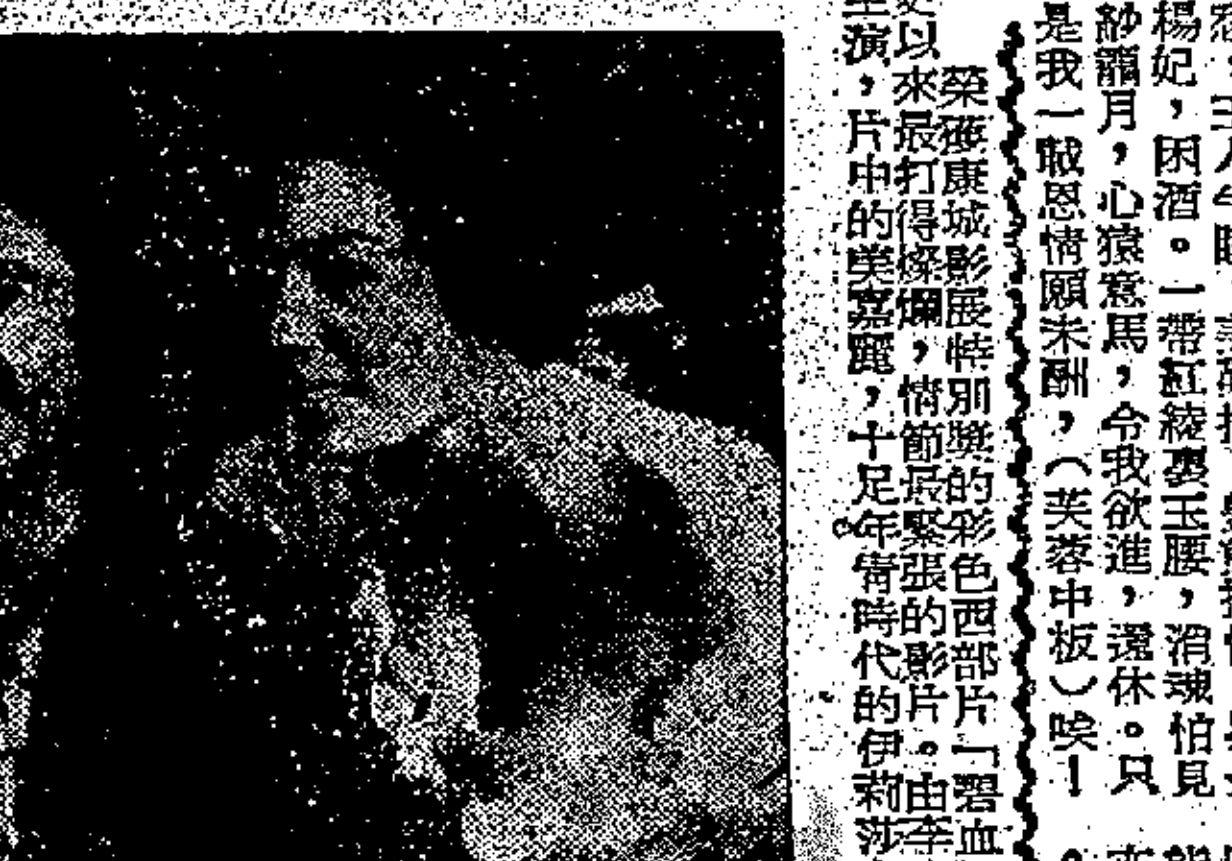 楊妃，困酒。一帶紅綾裹玉腰，消魂怕見
紗籠月，心猿意馬，令我欲進，還休。只
是我一眼恩情願未酬，（芙蓉中板）唉！
榮獲康城影展特別獎的彩色西部片「碧血
以來最打得燦爛，情節最緊張的影片。由李
主演，片中的美嘉麗，十足年青時代的伊莉莎